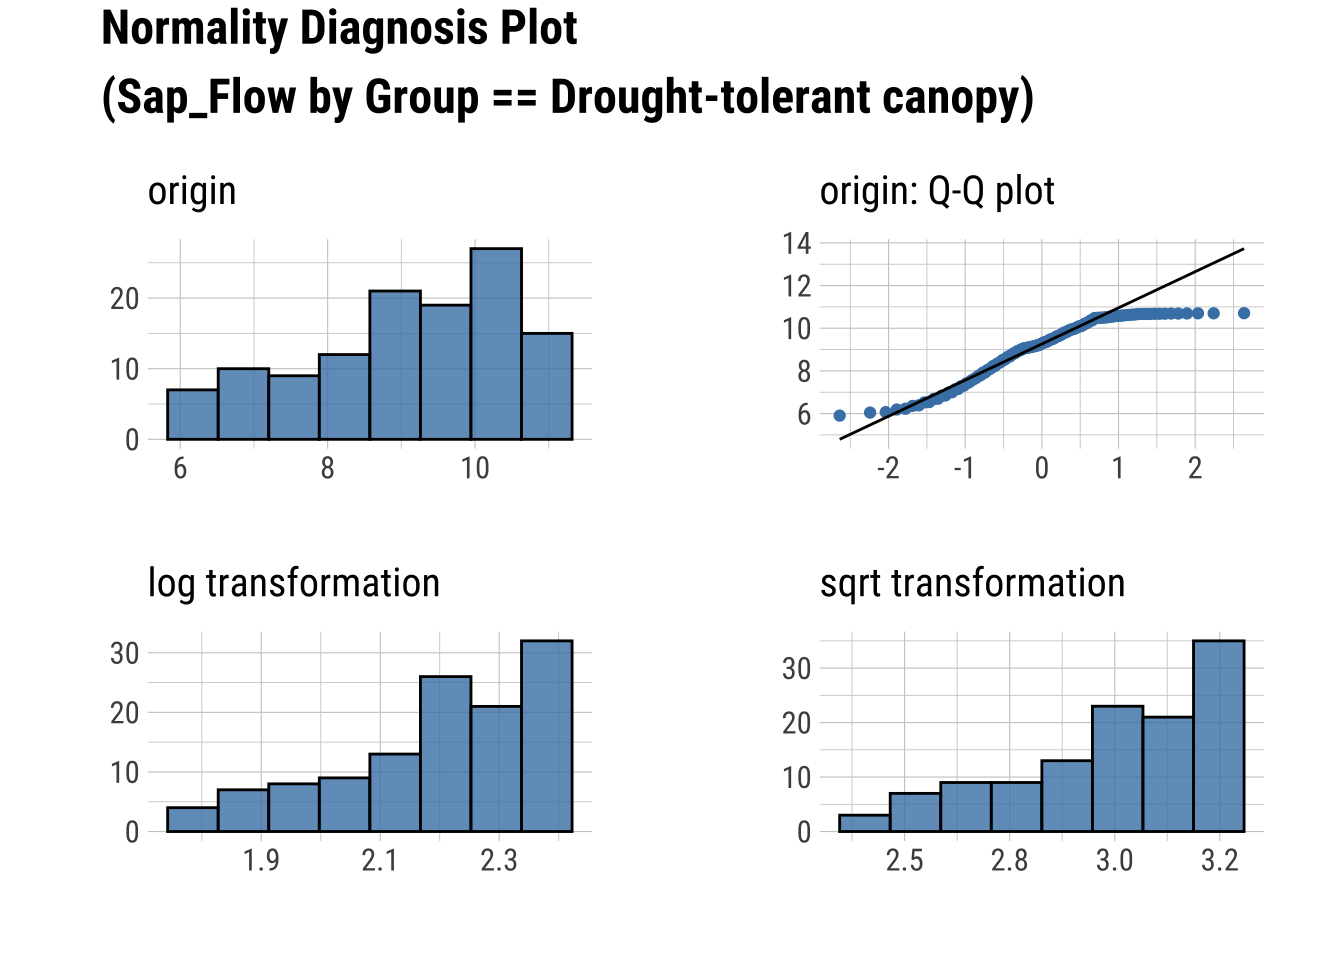 Normality Diagnosis Plot
(Sap_Flow by Group == Drought-tolerant canopy)
origin
20
10
0
6 8 10
origin: Q-Q plot
14
12
10
8
6
-2 -1 0 1 2
log transformation
30
20
10
0
1.9 2.1 2.3
sqrt transformation
30
20
10
0
2.5 2.8 3.0 3.2